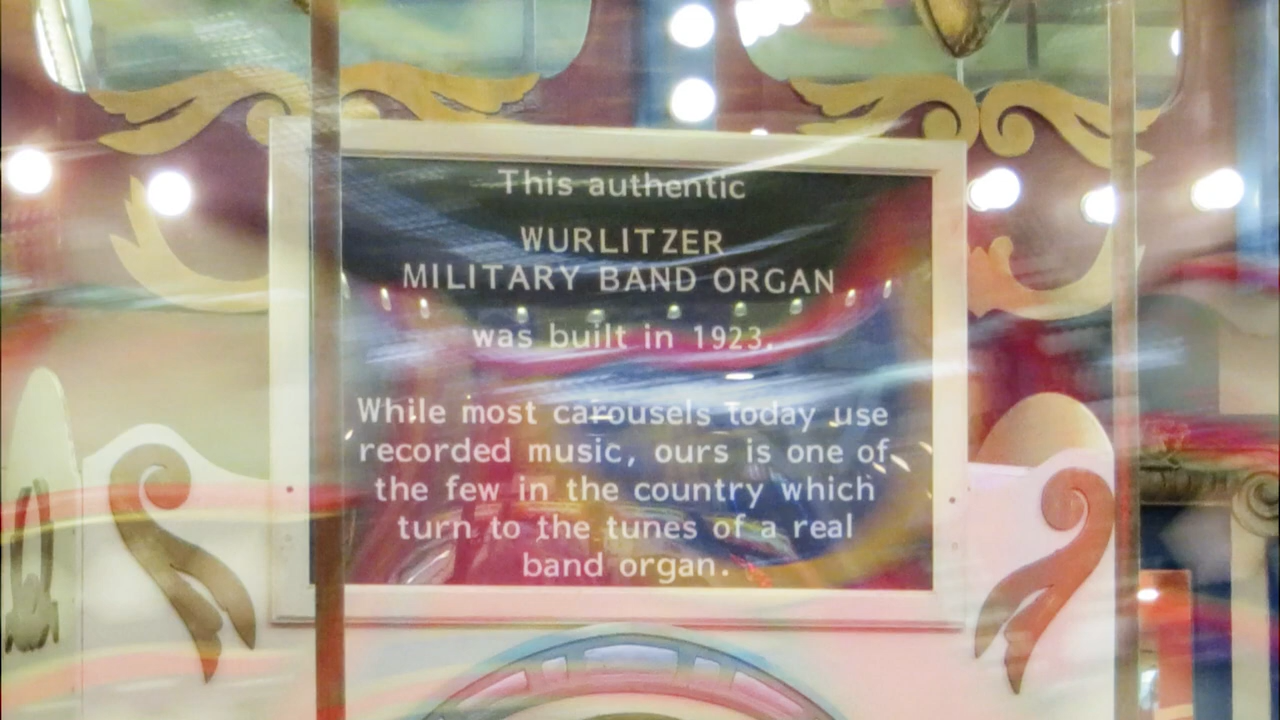 This authentic
WURLITZER
MILITARY BAND ORGAN
was built in 1923.
While most carousels today use
recorded music, ours is one of
the few in the country which
turn to the tunes of a real
band organ.